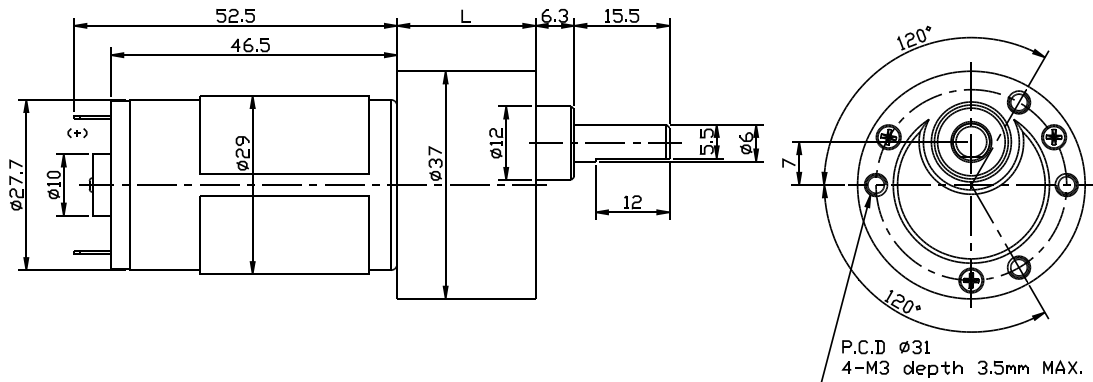 52.5
L
6.3
15.5
46.5
120°
(+)
ø27.7
ø10
ø29
ø37
ø12
5.5
ø6
12
7
120°
P.C.D ø31
4-M3 depth 3.5mm MAX.